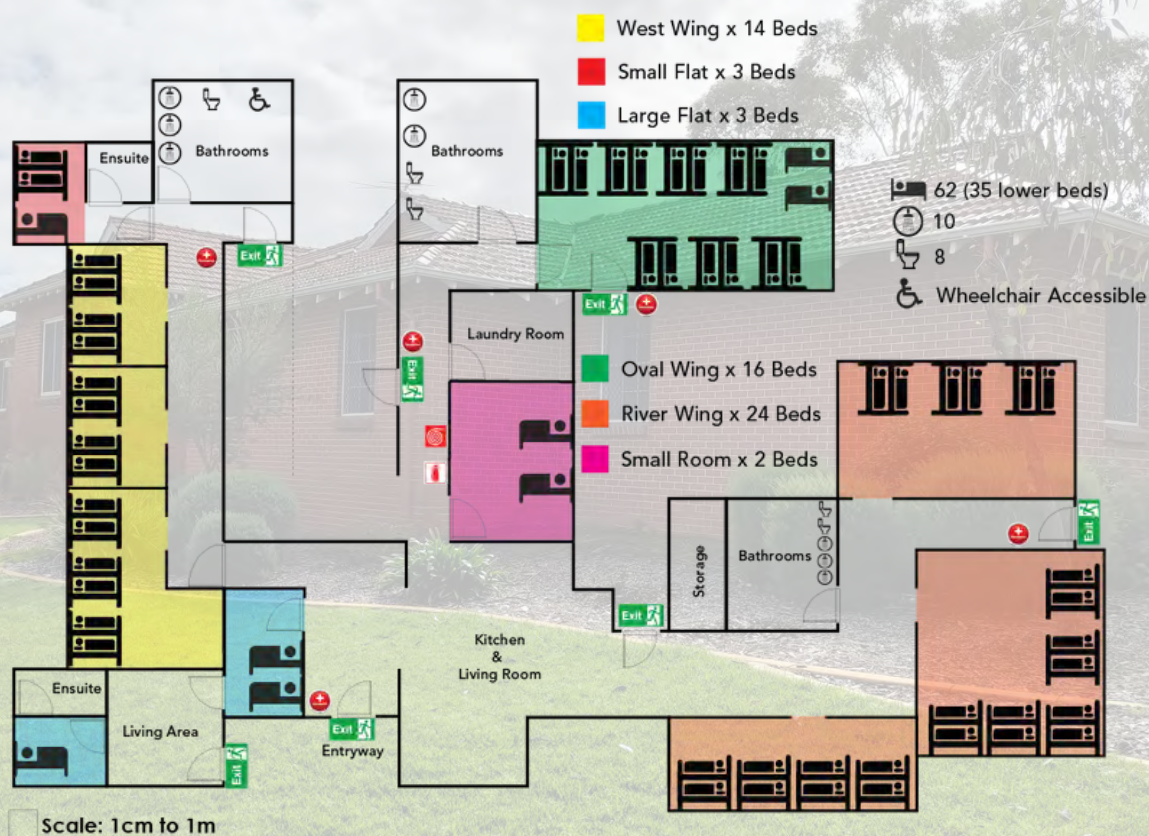 West Wing x 14 Beds
Small Flat x 3 Beds
Large Flat x 3 Beds
Ensuite
Bathrooms
Bathrooms
62 (35 lower beds)
10
8
Wheelchair Accessible
Exit
Exit
Laundry Room
Exit
Oval Wing x 16 Beds
River Wing x 24 Beds
Small Room x 2 Beds
Exit
Storage
Bathrooms
Exit
Kitchen
&
Living Room
Ensuite
Living Area
Exit
Entryway
Exit
Scale: 1cm to 1m